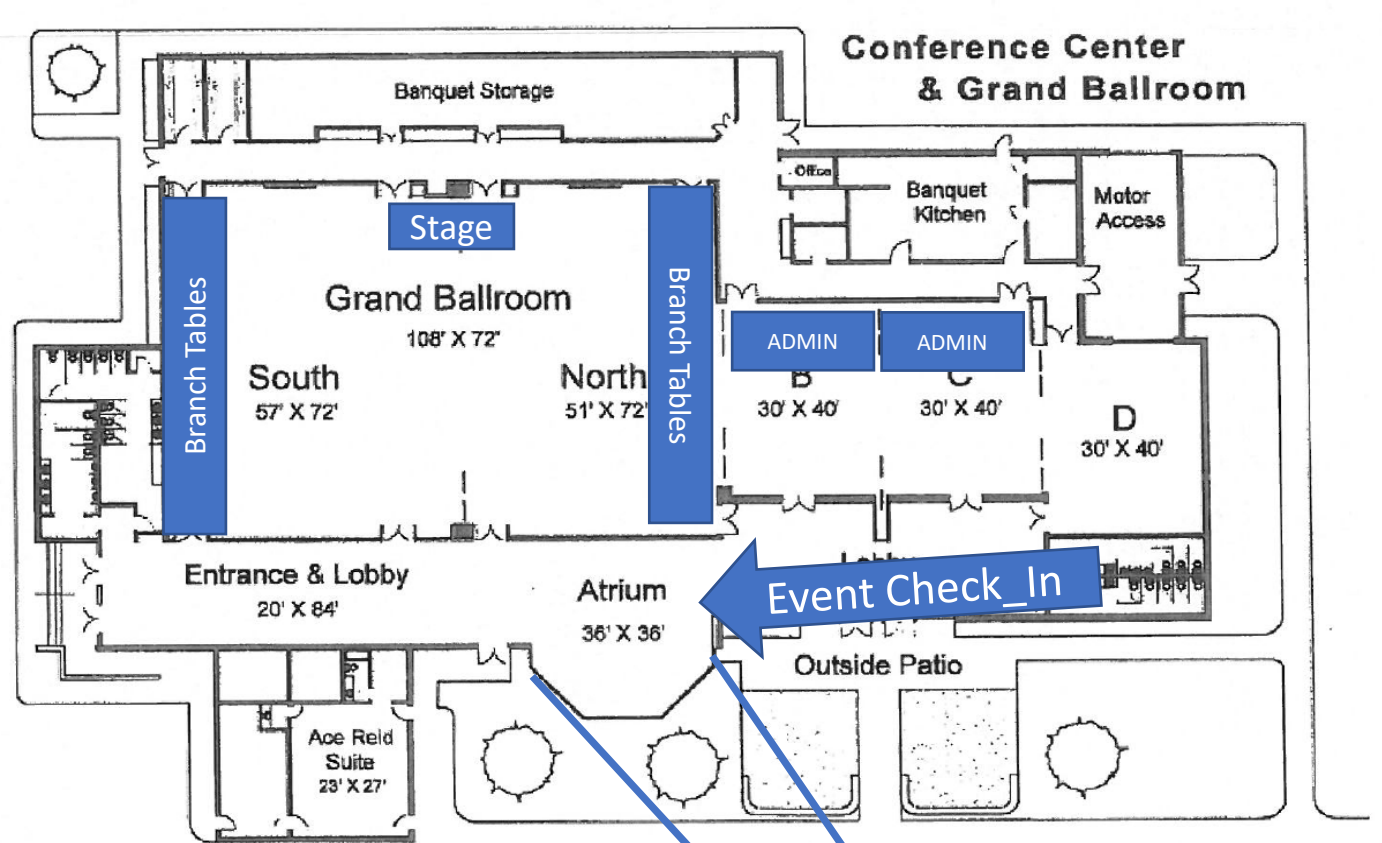 Conference Center
& Grand Ballroom
Banquet Storage
Office
Banquet
Kitchen
Motor
Access
Stage
Branch Tables
Grand Ballroom
108' X 72'
South
57' X 72'
North
51' X 72'
Branch Tables
ADMIN
B
30' X 40'
ADMIN
C
30' X 40'
D
30' X 40'
Entrance & Lobby
20' X 84'
Atrium
36' X 36'
Event Check_In
Outside Patio
Ace Reid
Suite
23' X 27'